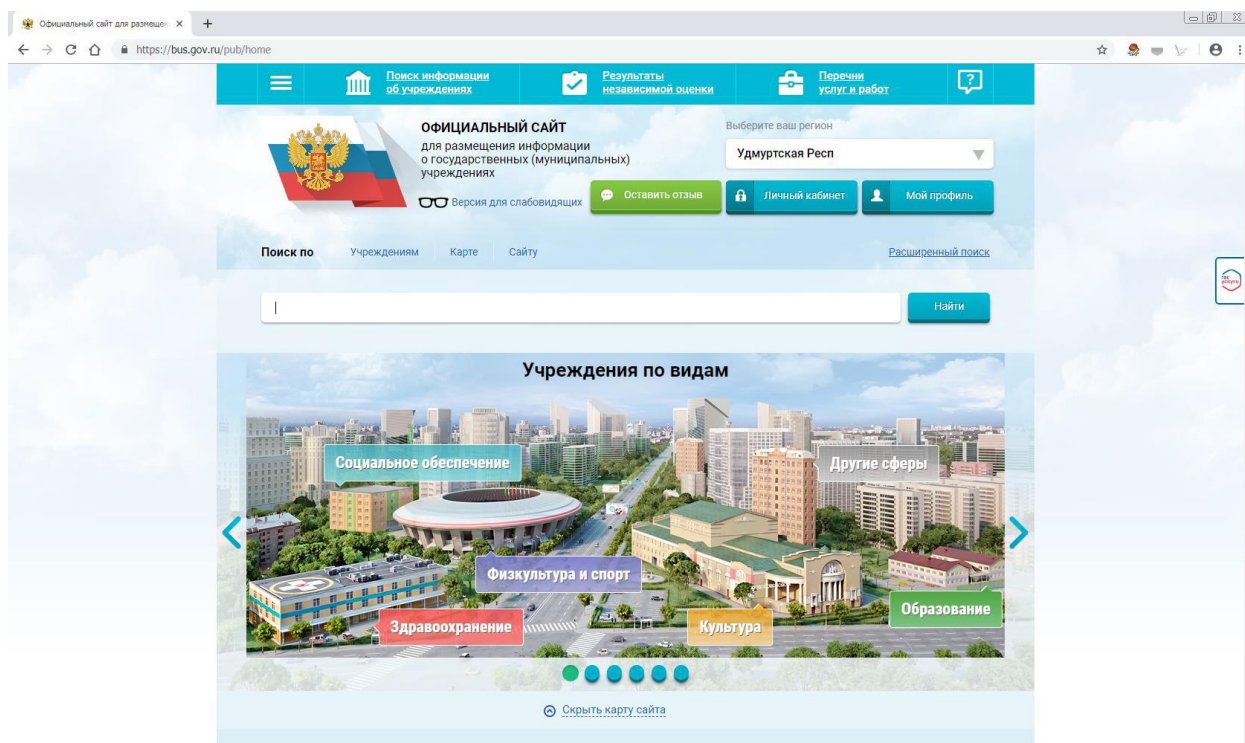 Официальный сайт для размеще
https://bus.gov.ru/pub/home
Поиск информации
об учреждениях
Результаты
независимой оценки
Перечни
услуг и работ
ОФИЦИАЛЬНЫЙ САЙТ
для размещения информации
о государственных (муниципальных)
учреждениях
Версия для слабовидящих
Выберите ваш регион
Удмуртская Респ
Оставить отзыв
Личный кабинет
Мой профиль
Поиск по
Учреждениям
Карте
Сайту
Расширенный поиск
Найти
гос
услуги
Учреждения по видам
Социальное обеспечение
Другие сферы
Физкультура и спорт
Образование
Здравоохранение
Культура
Скрыть карту сайта